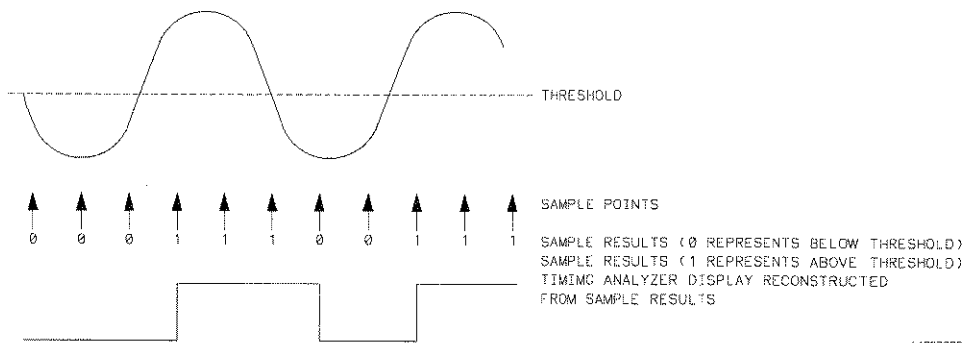 THRESHOLD
SAMPLE POINTS
0 0 0 1 1 1 0 0 1 1 1
SAMPLE RESULTS (0 REPRESENTS BELOW THRESHOLD)
SAMPLE RESULTS (1 REPRESENTS ABOVE THRESHOLD)
TIMIMG ANALYZER DISPLAY RECONSTRUCTED
FROM SAMPLE RESULTS